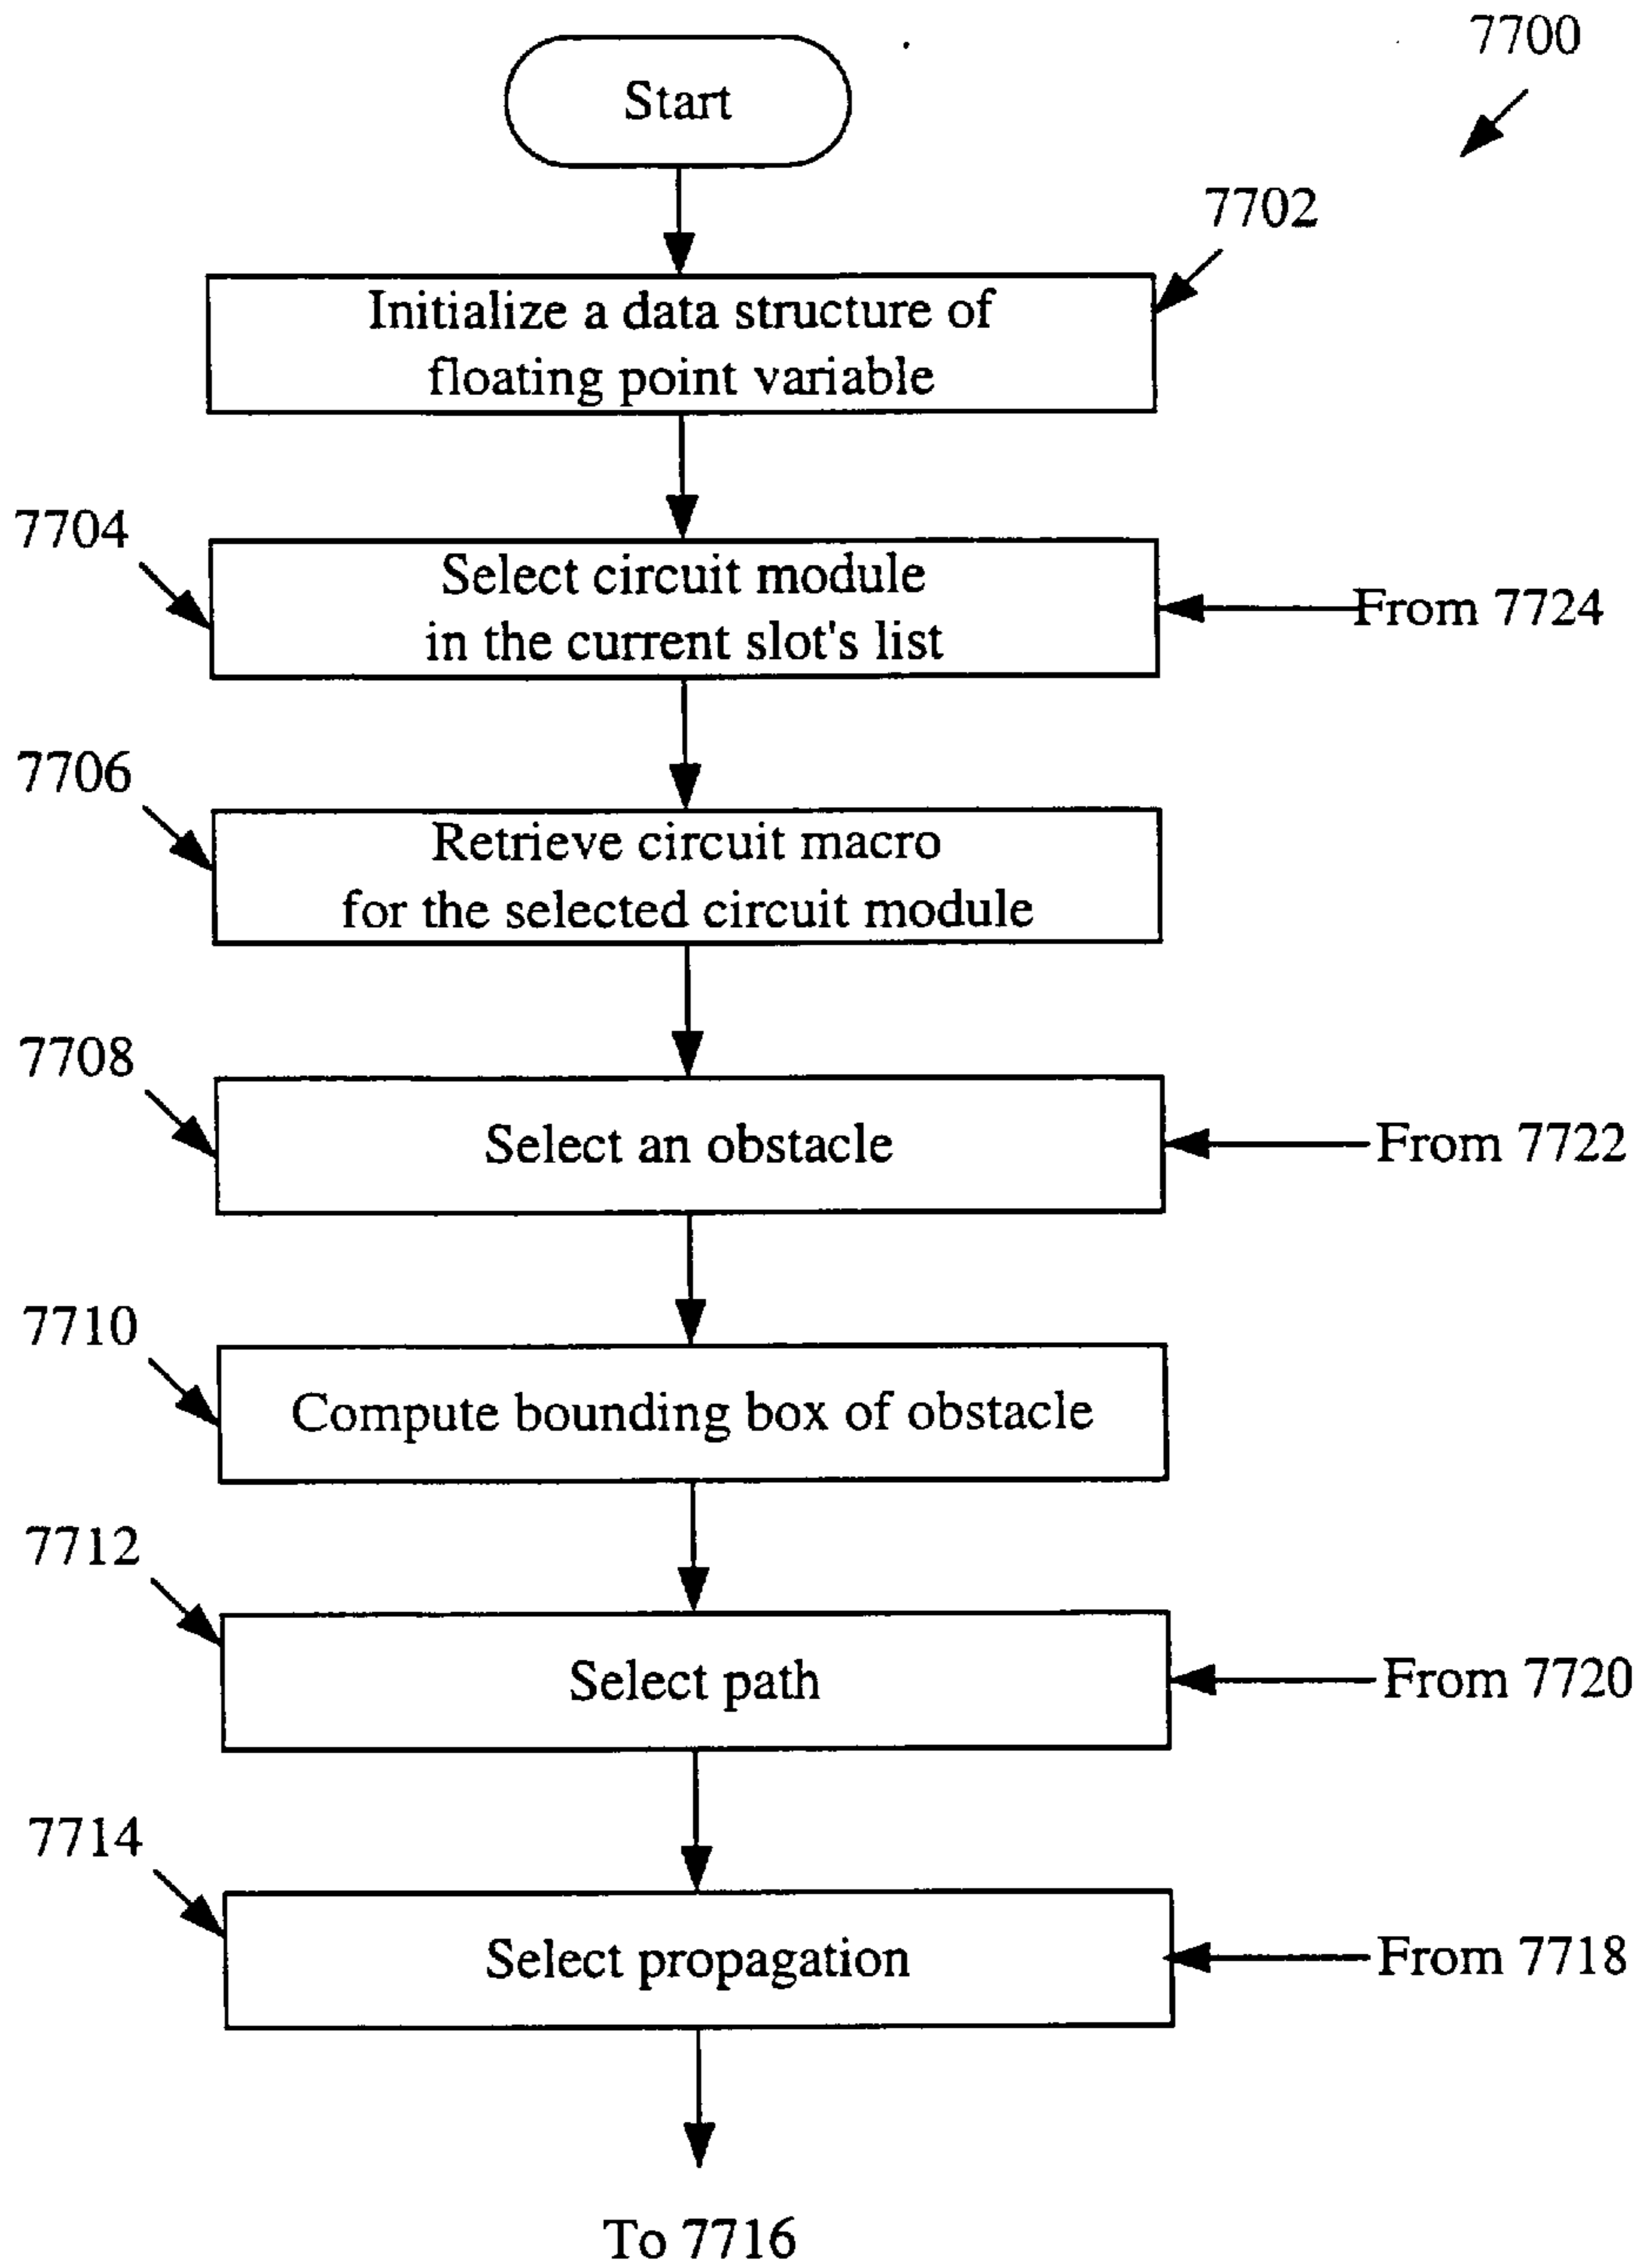 7700
Start
7702
Initialize a data structure of
floating point variable
7704
Select circuit module
in the current slot's list
From 7724
7706
Retrieve circuit macro
for the selected circuit module
7708
Select an obstacle
From 7722
7710
Compute bounding box of obstacle
7712
Select path
From 7720
7714
Select propagation
From 7718
To 7716